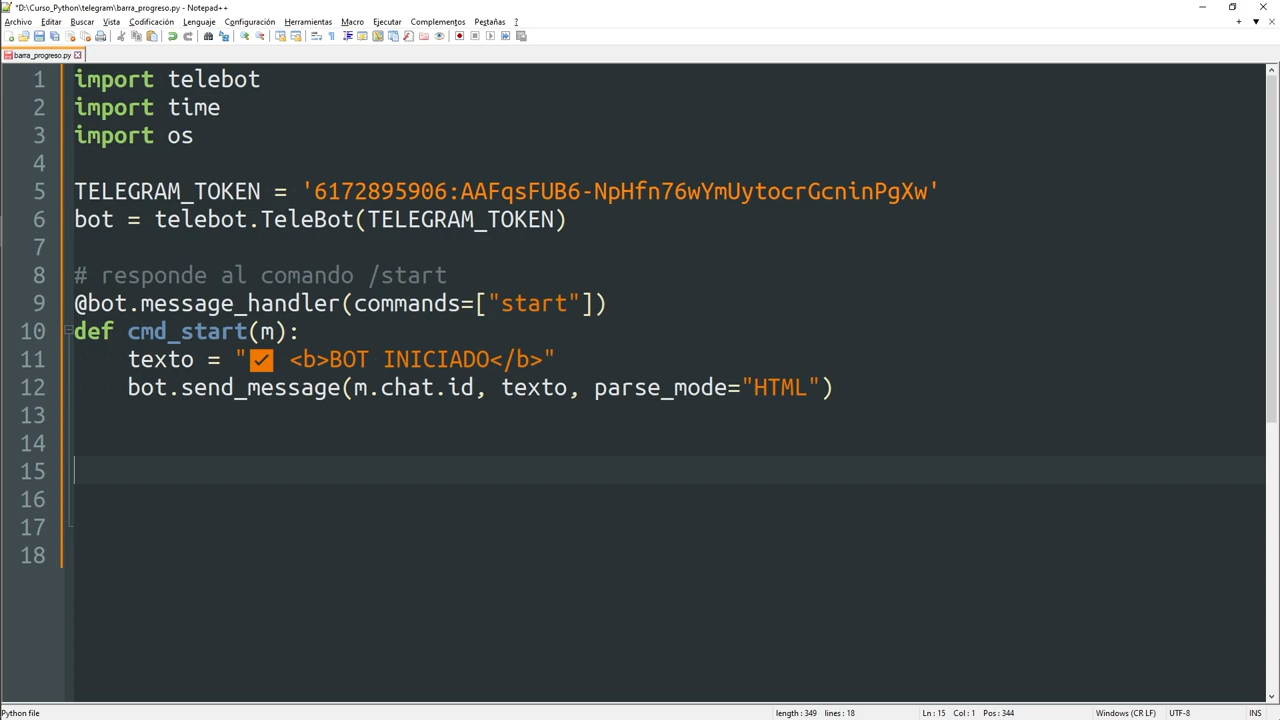 *D:\Curso_Python\telegram\barra_progreso.py - Notepad++
Archivo Editar Buscar Vista Codificación Lenguaje Configuración Herramientas Macro Ejecutar Complementos Pestañas ?
barra_progreso.py
1 import telebot
2 import time
3 import os
4
5 TELEGRAM_TOKEN = '6172895906:AAFqsFUB6-NpHfn76wYmUytocrGcninPgXw'
6 bot = telebot.TeleBot(TELEGRAM_TOKEN)
7
8 # responde al comando /start
9 @bot.message_handler(commands=["start"])
10 def cmd_start(m):
11     texto = "✅ <b>BOT INICIADO</b>"
12     bot.send_message(m.chat.id, texto, parse_mode="HTML")
13
14
15
16
17
18
Python file length : 349 lines : 18 Ln : 15 Col : 1 Pos : 344 Windows (CR LF) UTF-8 INS